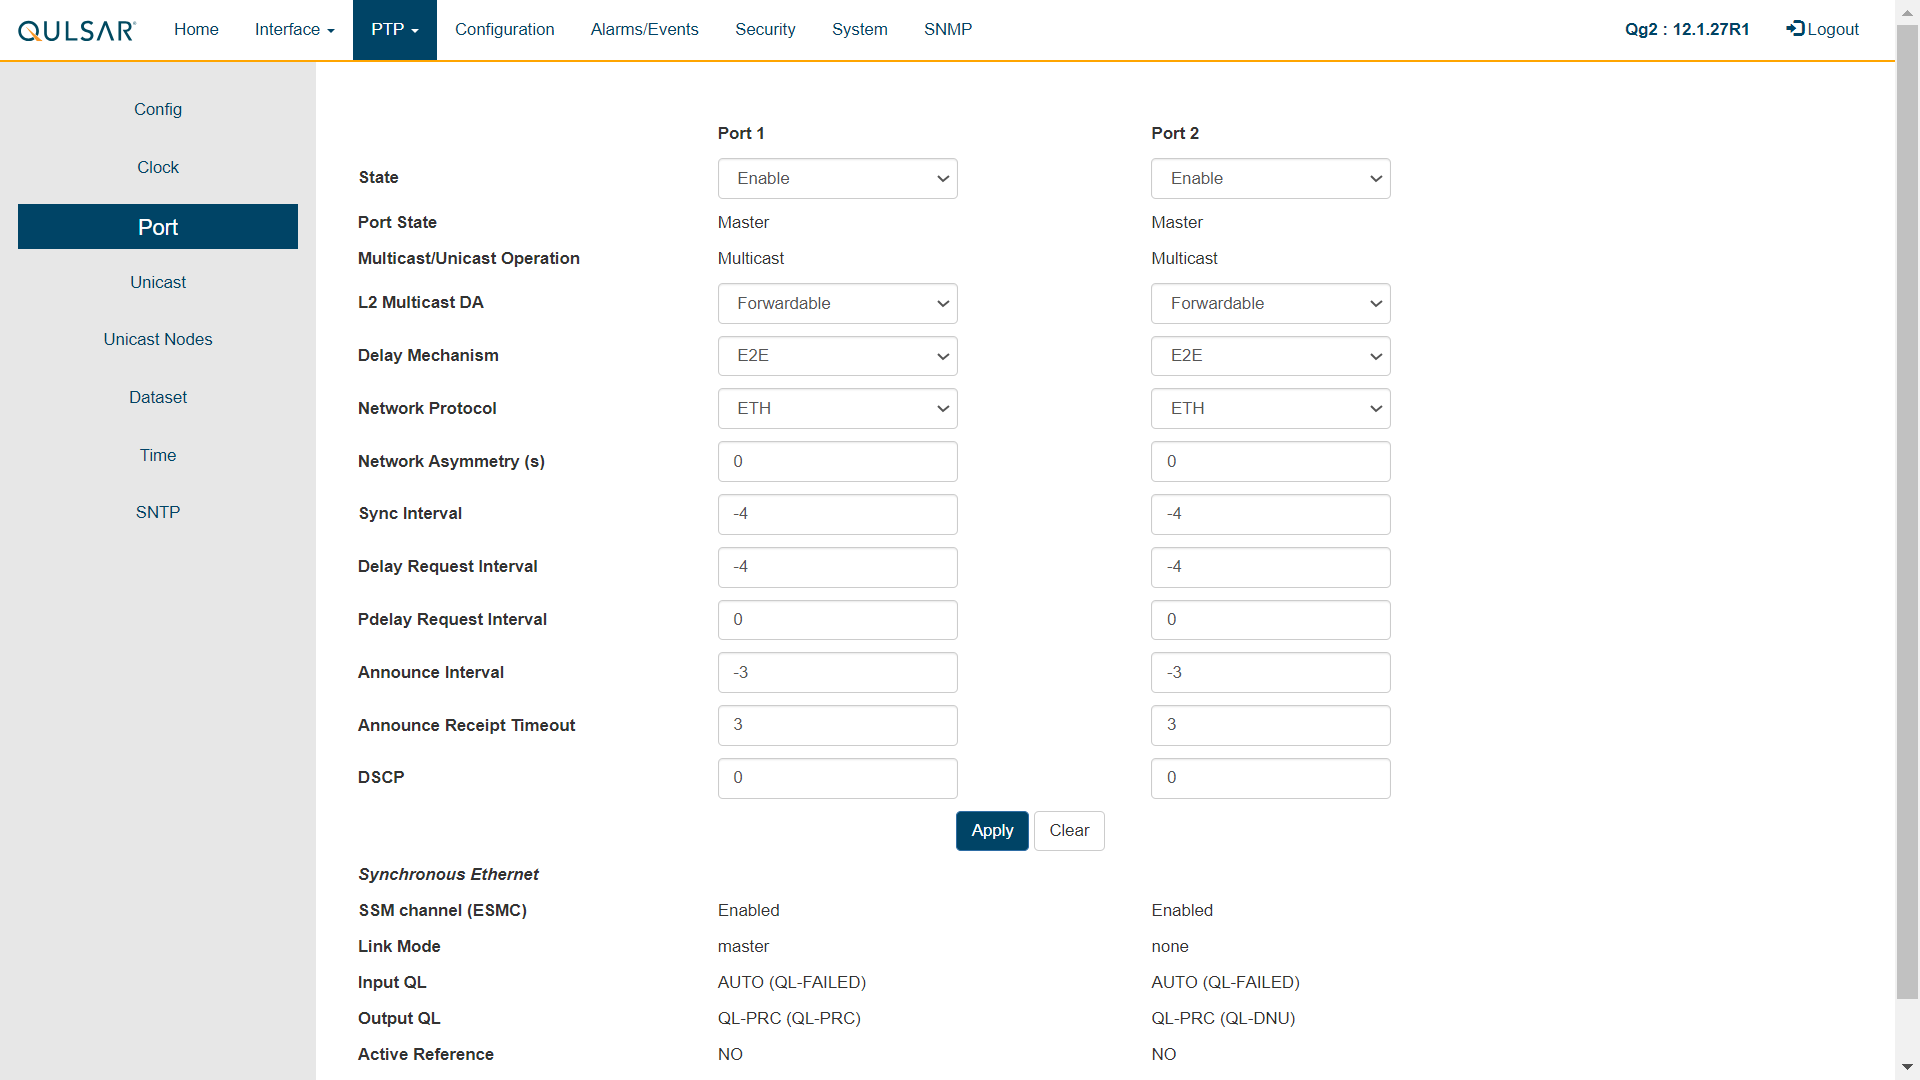 QULSAR Home Interface PTP Configuration Alarms/Events Security System SNMP Qg2 : 12.1.27R1 Logout
Config
Clock
Port
Unicast
Unicast Nodes
Dataset
Time
SNTP
Port 1 Port 2
State Enable Enable
Port State Master Master
Multicast/Unicast Operation Multicast Multicast
L2 Multicast DA Forwardable Forwardable
Delay Mechanism E2E E2E
Network Protocol ETH ETH
Network Asymmetry (s) 0 0
Sync Interval -4 -4
Delay Request Interval -4 -4
Pdelay Request Interval 0 0
Announce Interval -3 -3
Announce Receipt Timeout 3 3
DSCP 0 0
Apply Clear
Synchronous Ethernet
SSM channel (ESMC) Enabled Enabled
Link Mode master none
Input QL AUTO (QL-FAILED) AUTO (QL-FAILED)
Output QL QL-PRC (QL-PRC) QL-PRC (QL-DNU)
Active Reference NO NO